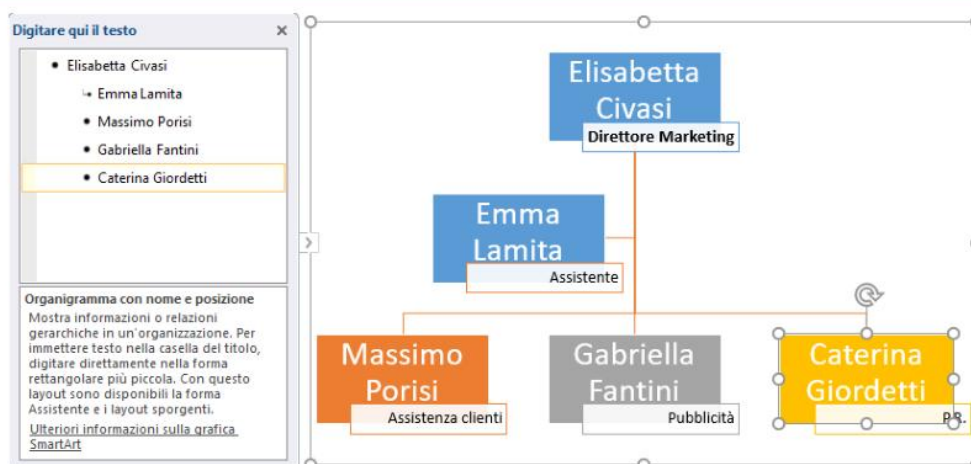 Digitare qui il testo
Elisabetta Civasi
Emma Lamita
Massimo Porisi
Gabriella Fantini
Caterina Giordetti
Organigramma con nome e posizione
Mostra informazioni o relazioni
gerarchiche in un'organizzazione. Per
immettere testo nella casella del titolo,
digitare direttamente nella forma
rettangolare più piccola. Con questo
layout sono disponibili la forma
Assistente e i layout sporgenti.
Ulteriori informazioni sulla grafica
SmartArt
Elisabetta
Civasi
Direttore Marketing
Emma
Lamita
Assistente
Massimo
Porisi
Assistenza clienti
Gabriella
Fantini
Pubblicità
Caterina
Giordetti
P.R.